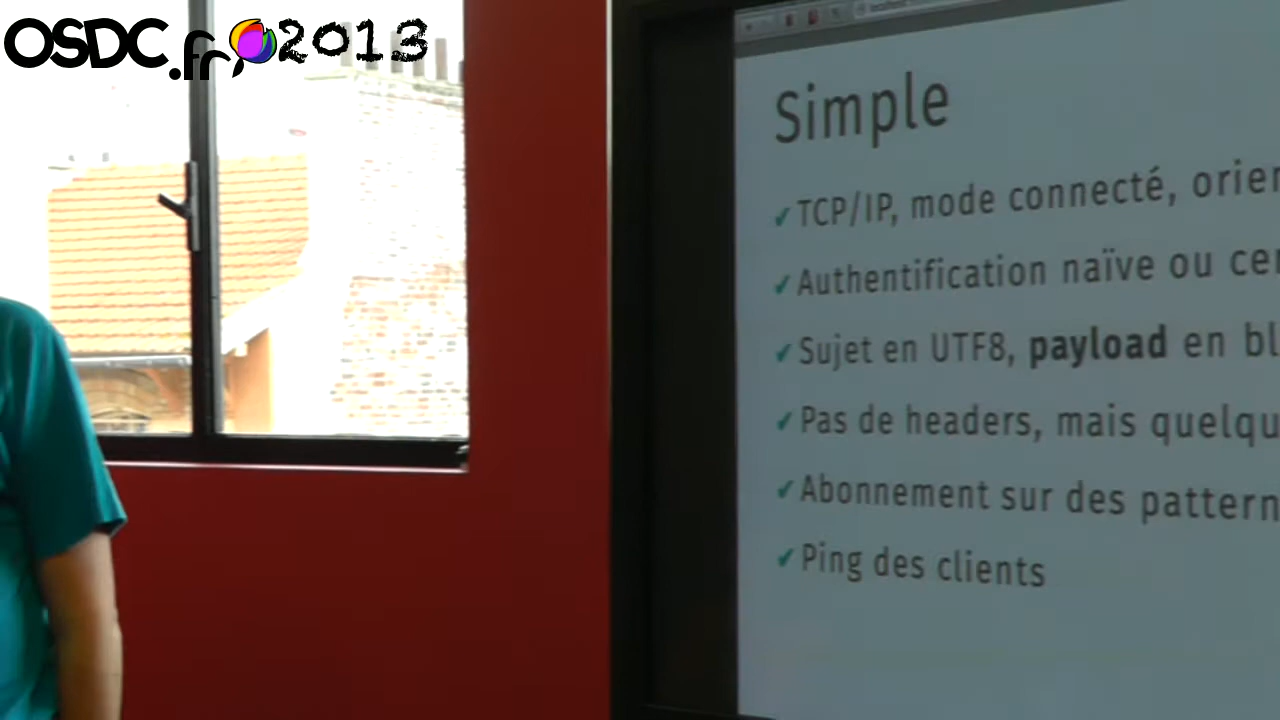 OSDC.fr 2013
Simple
✔ TCP/IP, mode connecté, orien
✔ Authentification naïve ou cer
✔ Sujet en UTF8, payload en bl
✔ Pas de headers, mais quelqu
✔ Abonnement sur des pattern
✔ Ping des clients